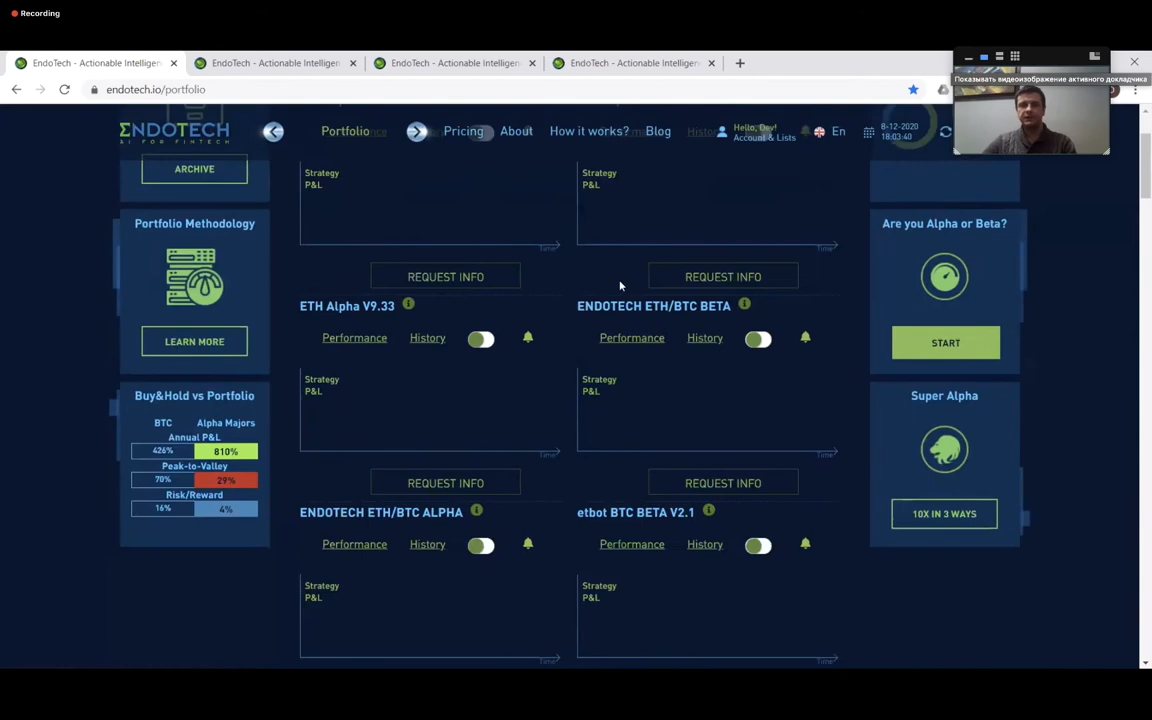 Recording
EndoTech - Actionable Intelligen
EndoTech - Actionable Intelligen
EndoTech - Actionable Intelligen
EndoTech - Actionable Intelligen
Показывать видеоизображение активного докладчика
endotech.io/portfolio
ENDOTECH
AI FOR FINTECH
Portfolio
Pricing
About
How it works?
Blog
Hello, Dev!
Account & Lists
En
8-12-2020
18:03:40
ARCHIVE
Strategy
P&L
Time
Strategy
P&L
Time
Portfolio Methodology
LEARN MORE
REQUEST INFO
REQUEST INFO
Are you Alpha or Beta?
START
ETH Alpha V9.33
Performance
History
ENDOTECH ETH/BTC BETA
Performance
History
Strategy
P&L
Time
Strategy
P&L
Time
Buy&Hold vs Portfolio
BTC
Alpha Majors
Annual P&L
426%
810%
Peak-to-Valley
70%
29%
Risk/Reward
16%
4%
REQUEST INFO
REQUEST INFO
Super Alpha
10X IN 3 WAYS
ENDOTECH ETH/BTC ALPHA
Performance
History
etbot BTC BETA V2.1
Performance
History
Strategy
P&L
Time
Strategy
P&L
Time